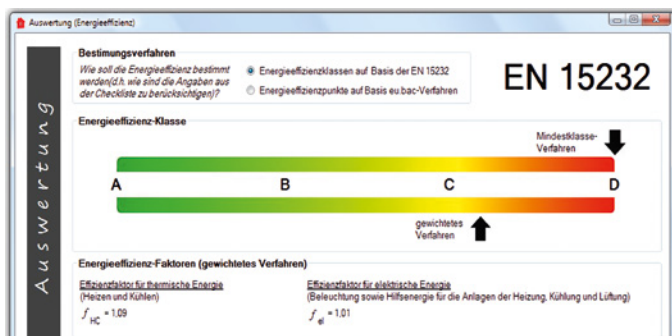 Auswertung (Energieeffizienz)
Auswertung
Bestimungsverfahren
Wie soll die Energieeffizienz bestimmt
werden(d.h. wie sind die Angaben aus
der Checkliste zu berücksichtigen)?
Energieeffizienzklassen auf Basis der EN 15232
Energieeffizienzpunkte auf Basis eu.bac-Verfahren
EN 15232
Energieeffizienz-Klasse
Mindestklasse-
Verfahren
A B C D
gewichtetes
Verfahren
Energieeffizienz-Faktoren (gewichtetes Verfahren)
Effizienzfaktor für thermische Energie
(Heizen und Kühlen)
f HC = 1,09
Effizienzfaktor für elektrische Energie
(Beleuchtung sowie Hilfsenergie für die Anlagen der Heizung, Kühlung und Lüftung)
f el = 1,01